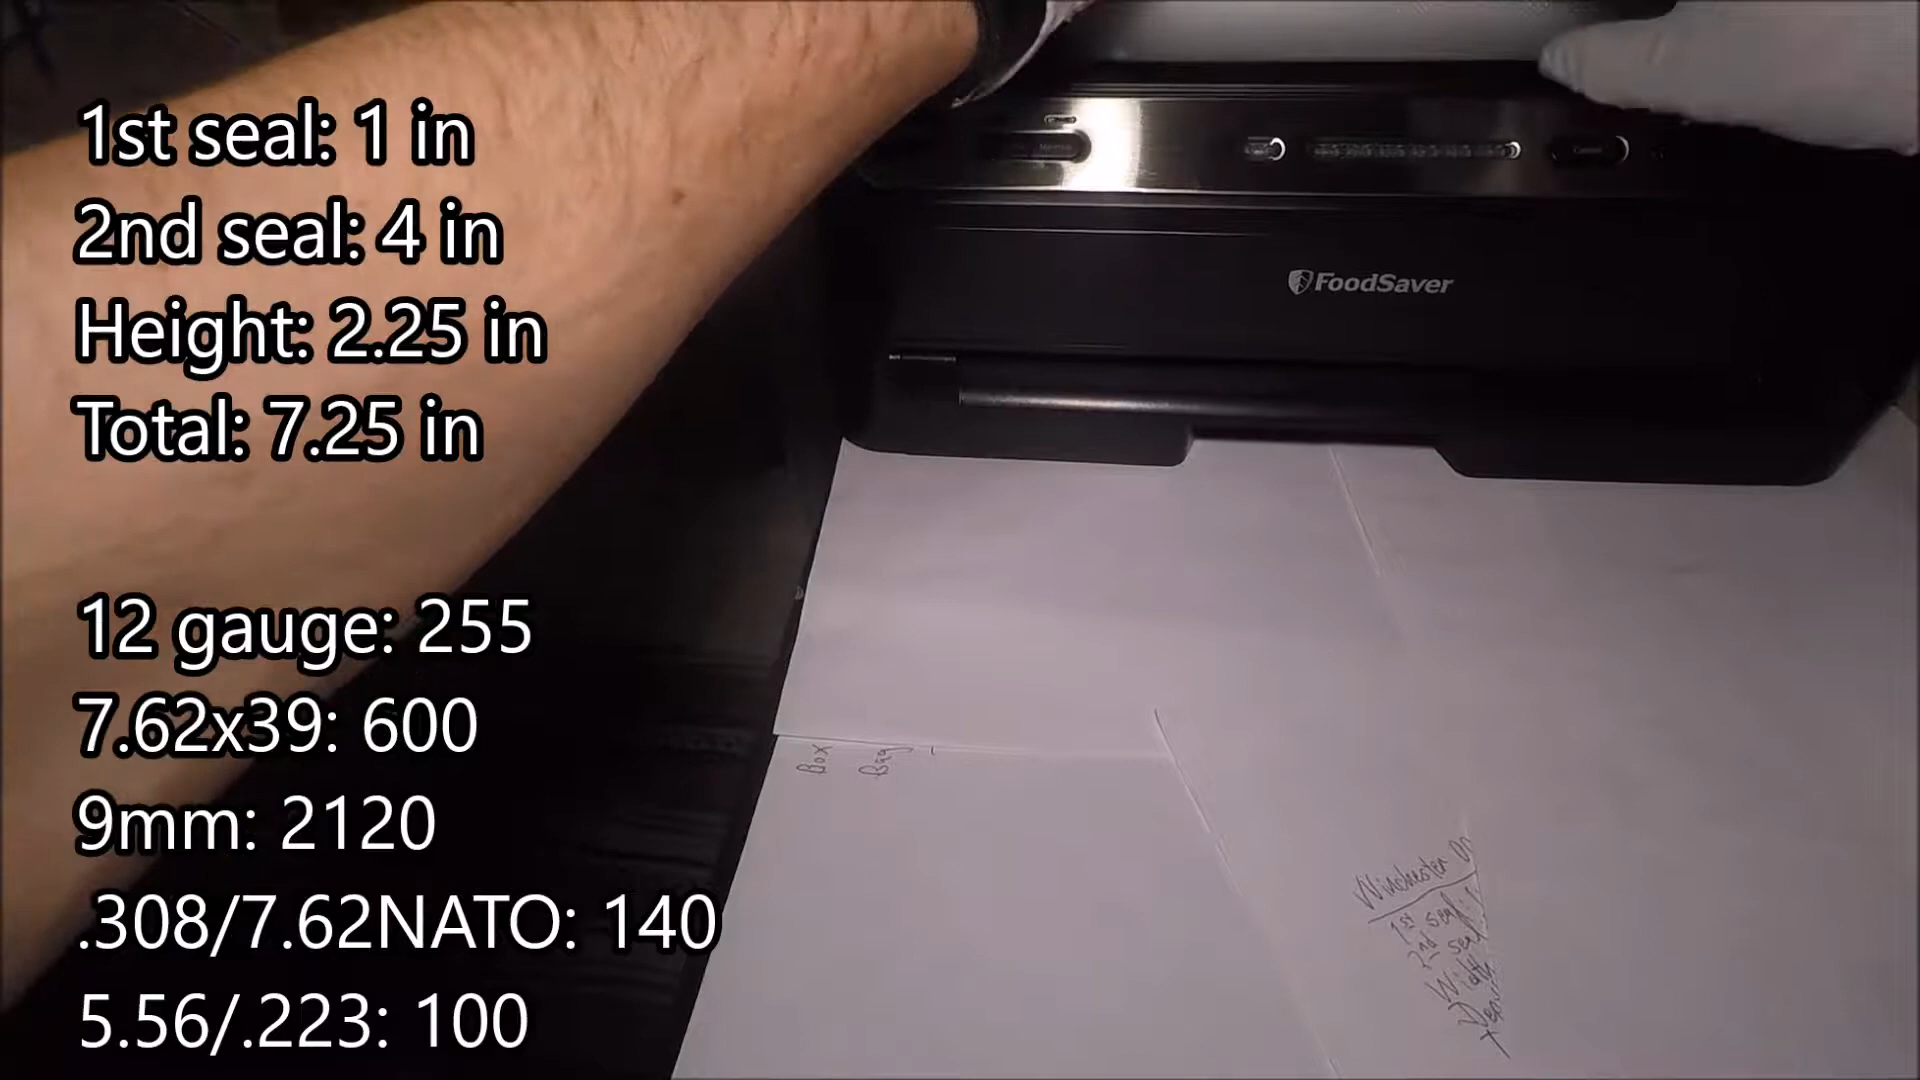 1st seal: 1 in
2nd seal: 4 in
Height: 2.25 in
Total: 7.25 in
12 gauge: 255
7.62x39: 600
9mm: 2120
.308/7.62NATO: 140
5.56/.223: 100
FoodSaver
Box
Bag
Winchester
1st seal
2nd seal